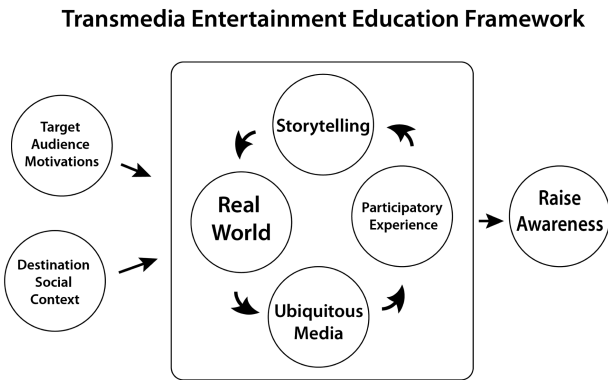 Transmedia Entertainment Education Framework
Target
Audience
Motivations
Destination
Social
Context
Storytelling
Real
World
Participatory
Experience
Ubiquitous
Media
Raise
Awareness